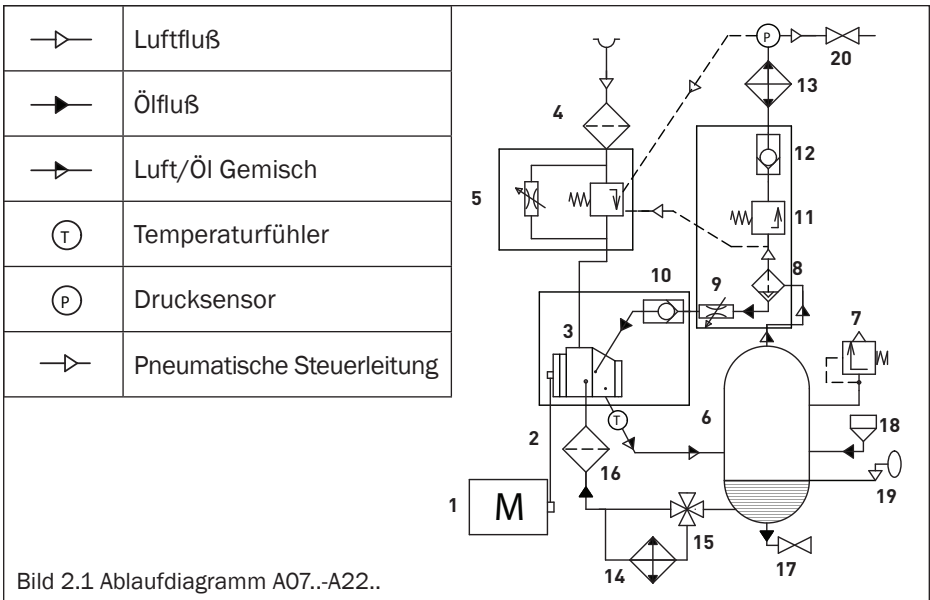 Luftfluß
Ölfluß
Luft/Öl Gemisch
T Temperaturfühler
P Drucksensor
Pneumatische Steuerleitung
P
20
13
4
12
5
11
8
10
9
7
3
6
18
T
2
16
19
1 M
15
14
17
Bild 2.1 Ablaufdiagramm A07..-A22..